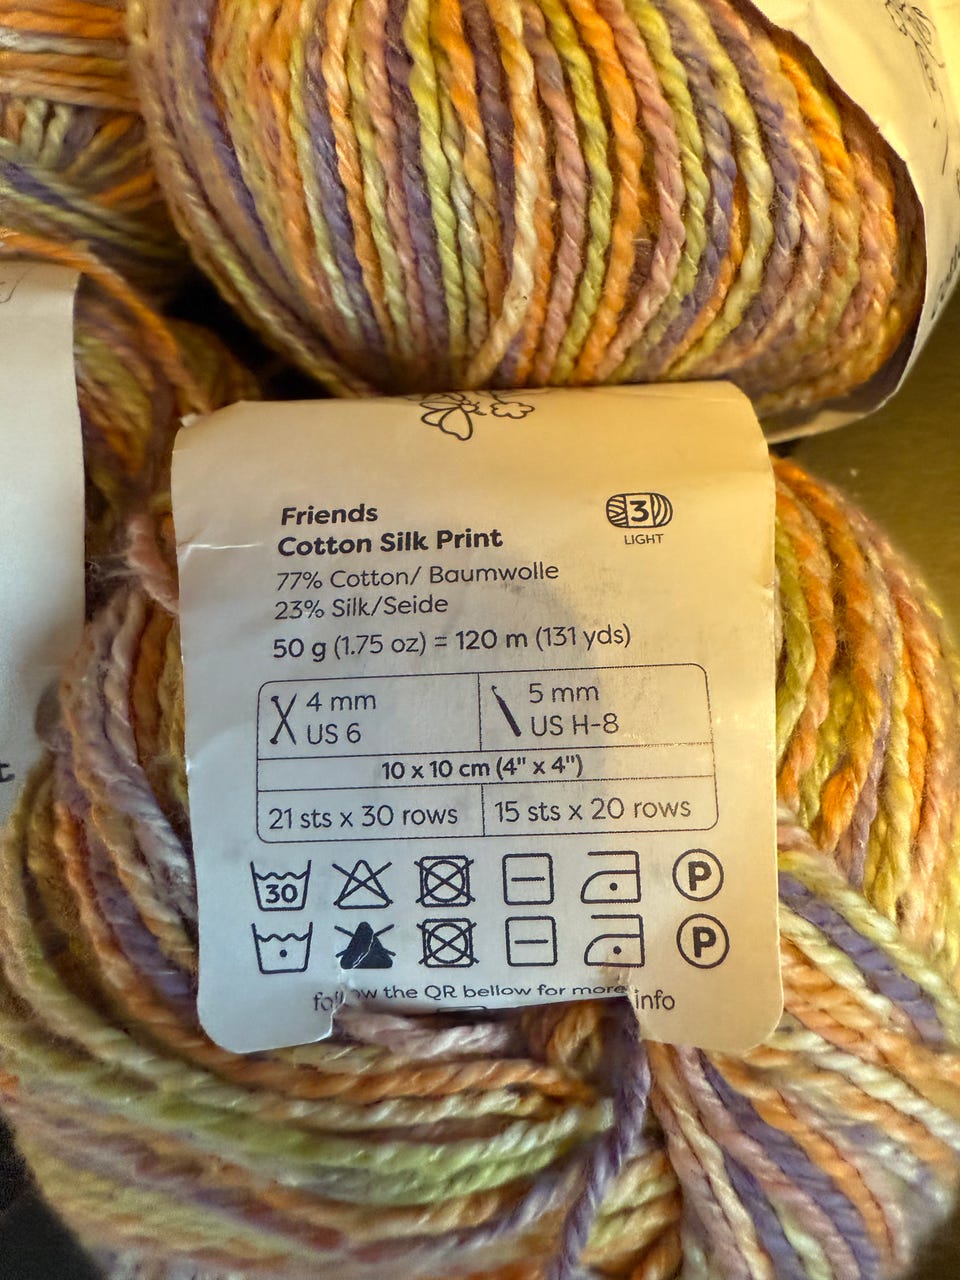 Friends
Cotton Silk Print
3
LIGHT
77% Cotton/ Baumwolle
23% Silk/Seide
50 g (1.75 oz) = 120 m (131 yds)
4 mm
US 6
5 mm
US H-8
10 x 10 cm (4" x 4")
21 sts x 30 rows
15 sts x 20 rows
30
P
P
the QR bellow for more info